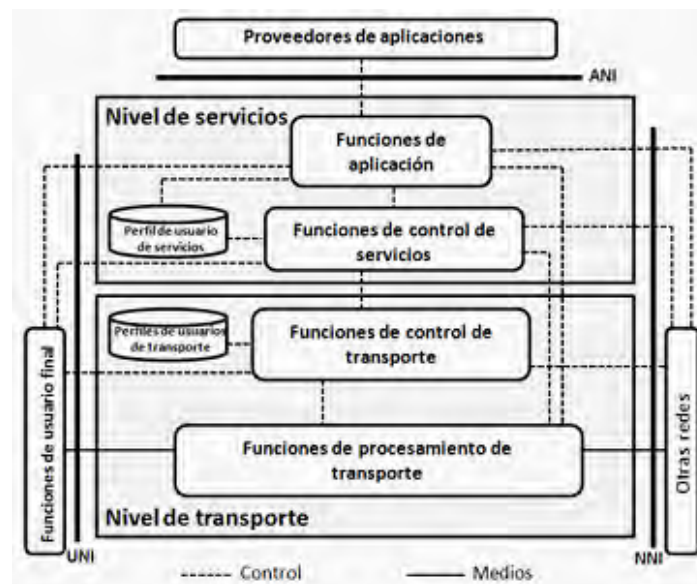 Proveedores de aplicaciones
ANI
Nivel de servicios
Funciones de
aplicación
Perfil de usuario
de servicios
Funciones de control de
servicios
Perfiles de usuarios
de transporte
Funciones de control de
transporte
Funciones de usuario final
Otras redes
Funciones de procesamiento de
transporte
Nivel de transporte
UNI
NNI
Control
Medios